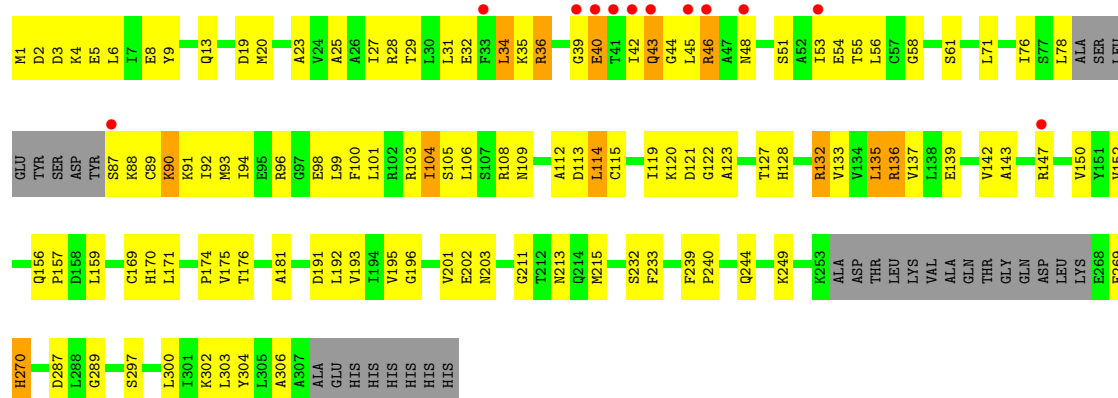 M1 D2 D3 K4 E5 L6 I7 E8 Y9 Q13 D19 M20 A23 V24 A25 A26 I27 R28 T29 L30 L31 E32 F33 L34 K35 R36 G39 E40 T41 I42 Q43 G44 L45 R46 A47 N48 S51 A52 I53 E54 T55 L56 C57 G58 S61 L71 I76 S77 L78 ALA SER LEU
GLU TYR SER ASP TYR S87 K88 C89 K90 K91 I92 M93 I94 E95 R96 G97 E98 L99 F100 L101 R102 R103 I104 S105 L106 S107 R108 N109 A112 D113 L114 C115 I119 K120 D121 G122 A123 T127 H128 R132 V133 V134 L135 R136 V137 L138 E139 V142 A143 R147 V150 Y151 V152
Q156 P157 D158 L159 C169 H170 L171 P174 V175 T176 A181 D191 L192 V193 I194 V195 G196 V201 E202 N203 G211 T212 N213 Q214 M215 S232 F233 F239 P240 Q244 K249 K253 ALA ASP THR LEU LYS VAL ALA GLN THR GLY GLN ASP LEU LYS E268 E269
H270 D287 L288 G289 S297 L300 I301 K302 L303 Y304 L305 A306 A307 ALA GLU HIS HIS HIS HIS HIS HIS